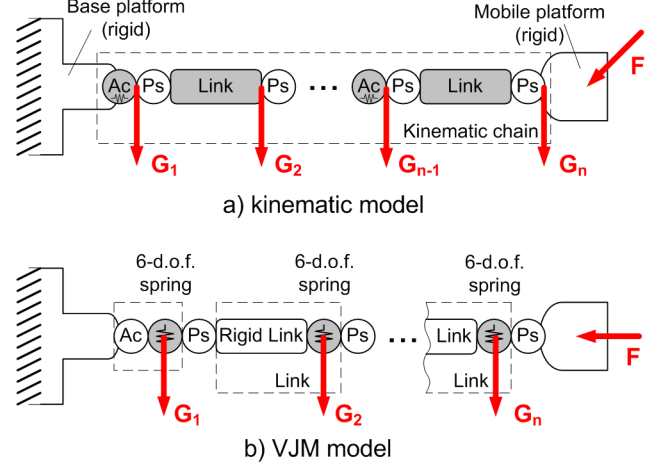 Base platform
(rigid)
Mobile platform
(rigid)
F
Ac
Ps
Link
Ps
...
Ac
Ps
Link
Ps
Kinematic chain
G1
G2
Gn-1
Gn
a) kinematic model
6-d.o.f.
spring
6-d.o.f.
spring
6-d.o.f.
spring
Ac
Ps
Rigid Link
Ps
...
Link
Ps
F
Link
Link
G1
G2
Gn
b) VJM model